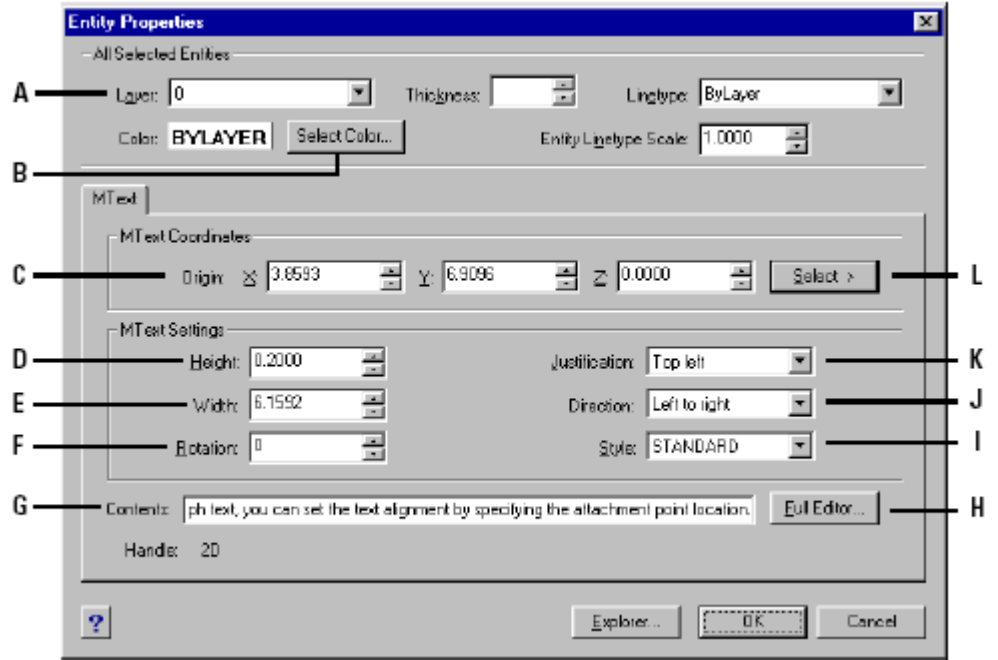 Entity Properties
All Selected Entities
A Layer: 0 Thickness: Linetype: ByLayer
Color: BYLAYER Select Color... Entity Linetype Scale: 1.0000
B
MText
MText Coordinates
C Origin: X: 3.8593 Y: 6.9096 Z: 0.0000 Select > L
MText Settings
D Height: 0.2000 Justification: Top left K
E Width: 6.1592 Direction: Left to right J
F Rotation: 0 Style: STANDARD I
G Contents: ph text, you can set the text alignment by specifying the attachment point location. Full Editor... H
Handle: 2D
? Explorer... OK Cancel